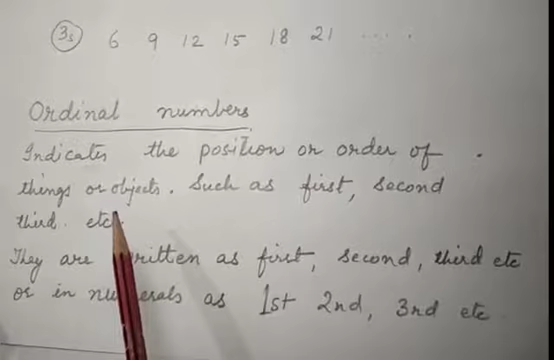 3s 6 9 12 15 18 21 ....
Ordinal numbers
Indicates the position or order of .
things or objects. Such as first, second
third. etc.
They are written as first, second, third etc
or in numerals as 1st 2nd, 3rd etc